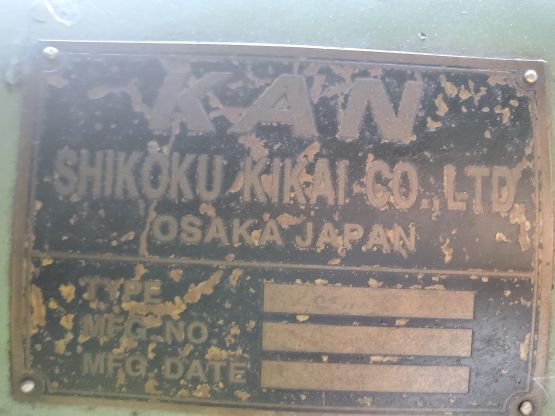 KAN
SHIKOKU KIKAI CO., LTD
OSAKA JAPAN
TYPE
MFG. NO
MFG. DATE